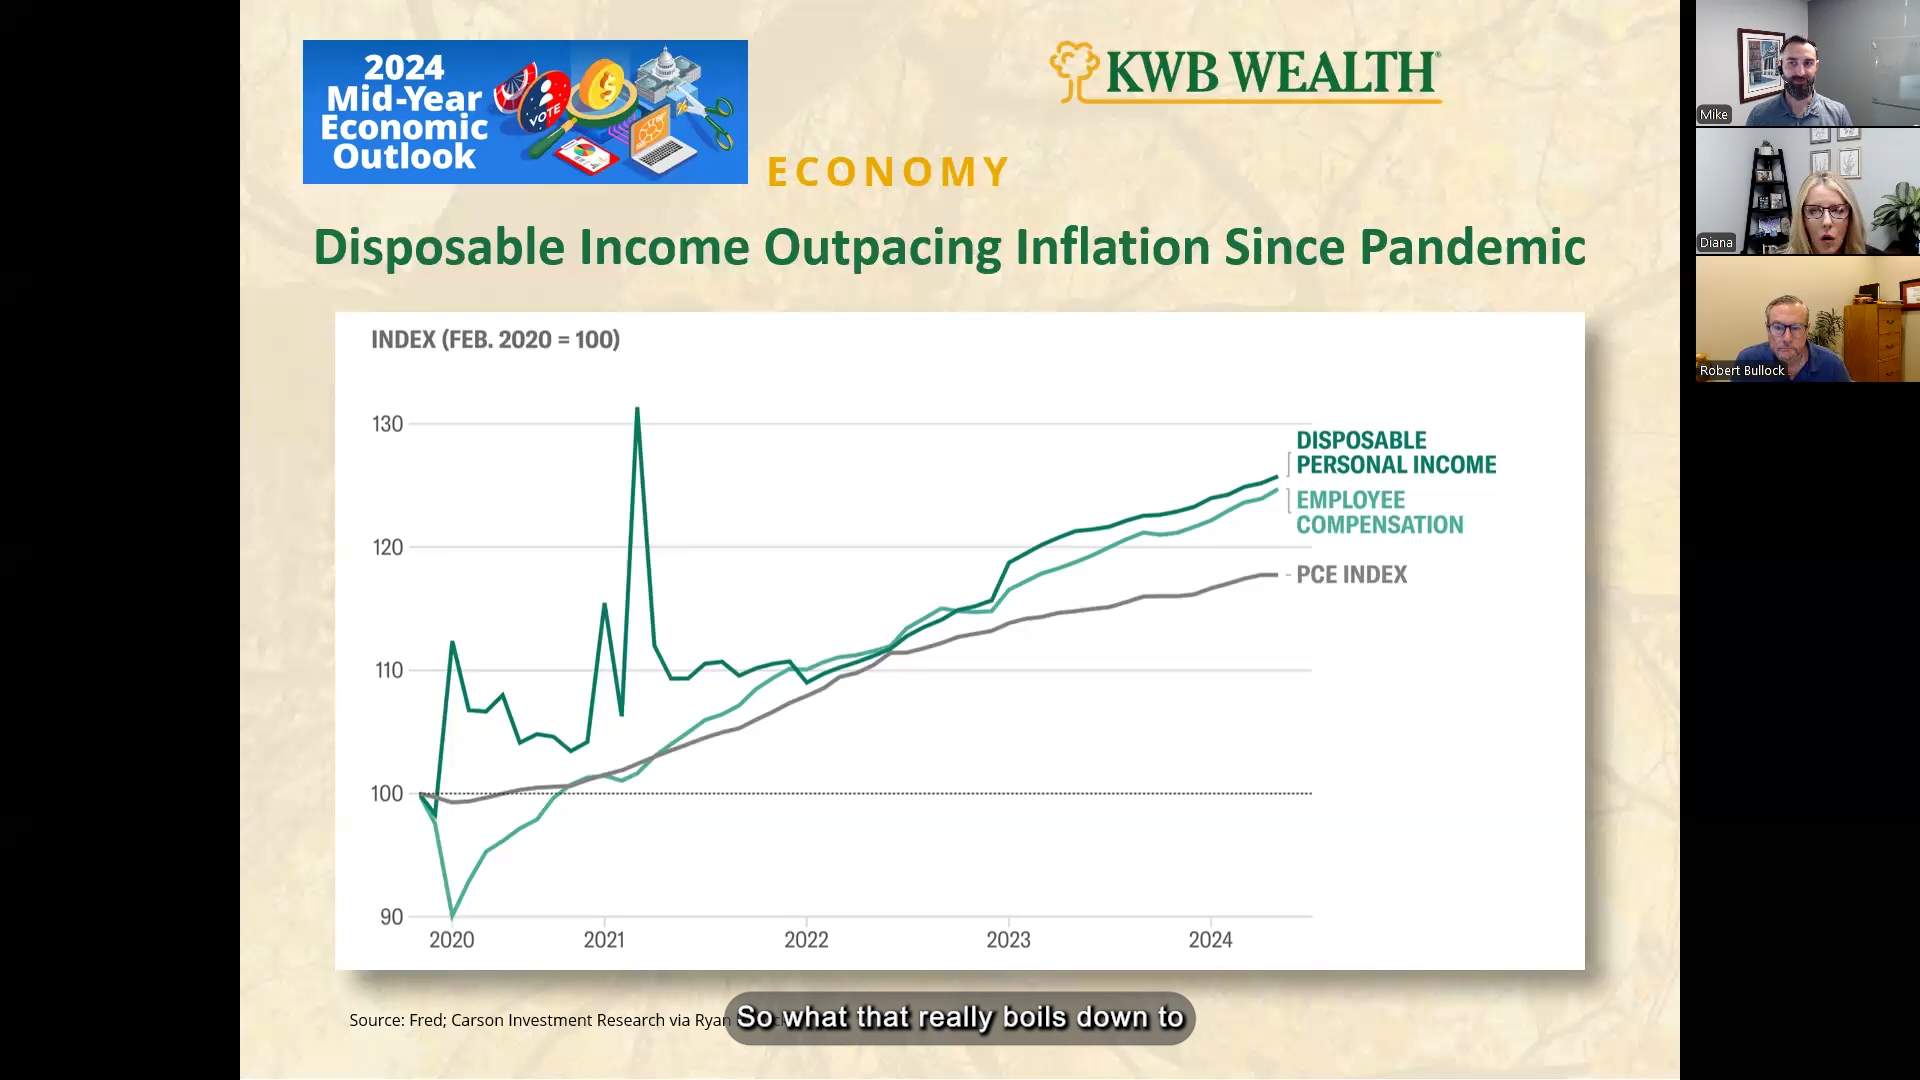 2024
Mid-Year
Economic
Outlook
VOTE
KWB WEALTH
ECONOMY
Disposable Income Outpacing Inflation Since Pandemic
INDEX (FEB. 2020 = 100)
130
120
110
100
90
2020
2021
2022
2023
2024
DISPOSABLE
PERSONAL INCOME
EMPLOYEE
COMPENSATION
PCE INDEX
Source: Fred; Carson Investment Research via Ryan
So what that really boils down to
Mike
Diana
Robert Bullock